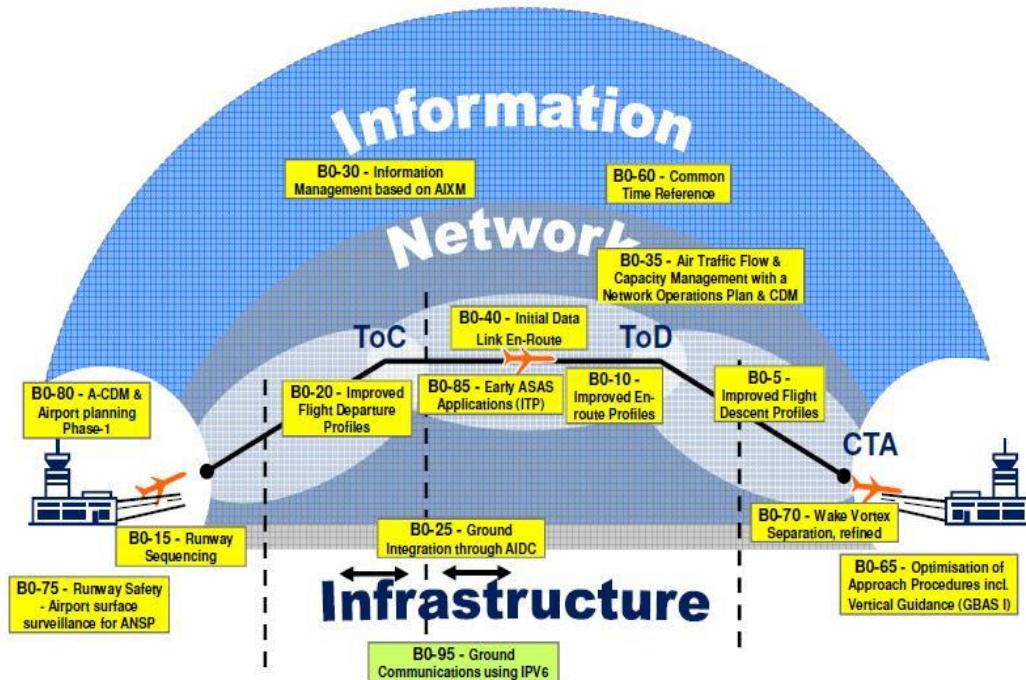 Information
B0-30 - Information
Management based on AIXM
B0-60 - Common
Time Reference
Network
B0-35 - Air Traffic Flow &
Capacity Management with a
Network Operations Plan & CDM
ToC
B0-40 - Initial Data
Link En-Route
ToD
B0-80 - A-CDM &
Airport planning
Phase-1
B0-20 - Improved
Flight Departure
Profiles
B0-85 - Early ASAS
Applications (ITP)
B0-10 -
Improved En-
route Profiles
B0-5 -
Improved Flight
Descent Profiles
CTA
B0-15 - Runway
Sequencing
B0-25 - Ground
Integration through AIDC
B0-70 - Wake Vortex
Separation, refined
B0-75 - Runway Safety
- Airport surface
surveillance for ANSP
B0-65 - Optimisation of
Approach Procedures incl.
Vertical Guidance (GBAS I)
Infrastructure
B0-95 - Ground
Communications using IPV6